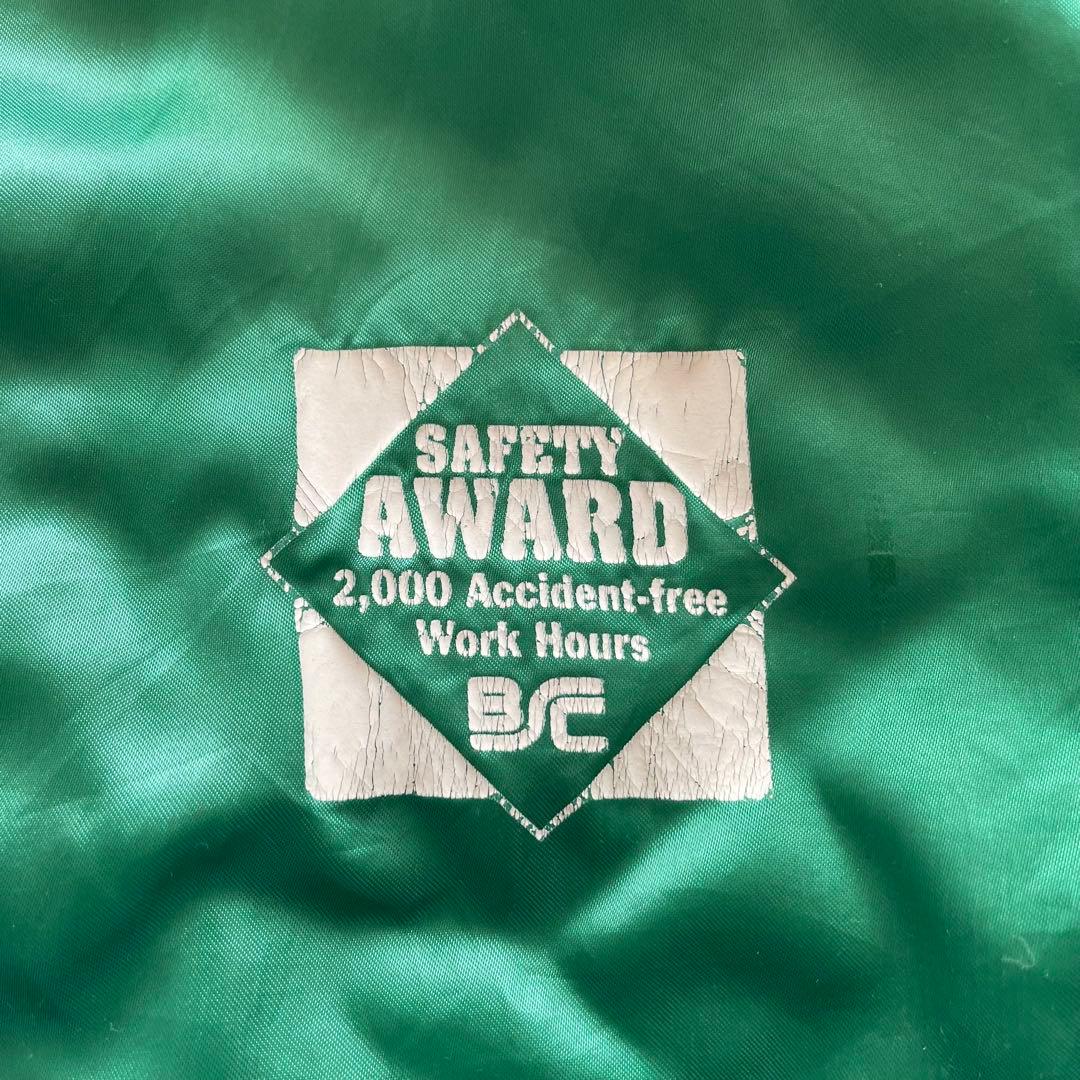 SAFETY
AWARD
2,000 Accident-free
Work Hours
BSC